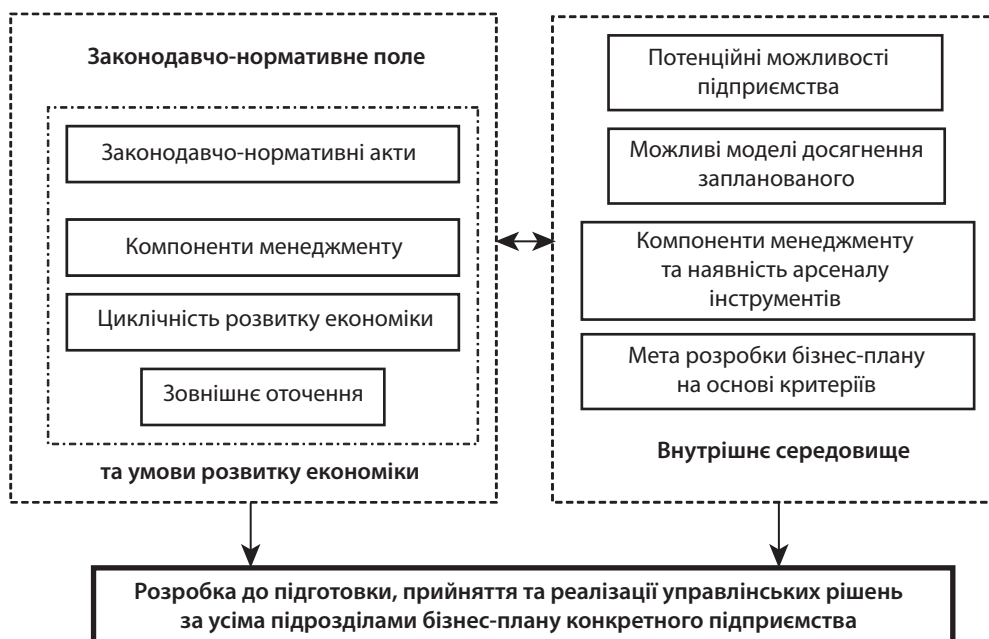 Законодавчо-нормативне поле
Законодавчо-нормативні акти
Компоненти менеджменту
Циклічність розвитку економіки
Зовнішнє оточення
та умови розвитку економіки
Потенційні можливості
підприємства
Можливі моделі досягнення
запланованого
Компоненти менеджменту
та наявність арсеналу
інструментів
Мета розробки бізнес-плану
на основі критеріїв
Внутрішнє середовище
Розробка до підготовки, прийняття та реалізації управлінських рішень
за усіма підрозділами бізнес-плану конкретного підприємства